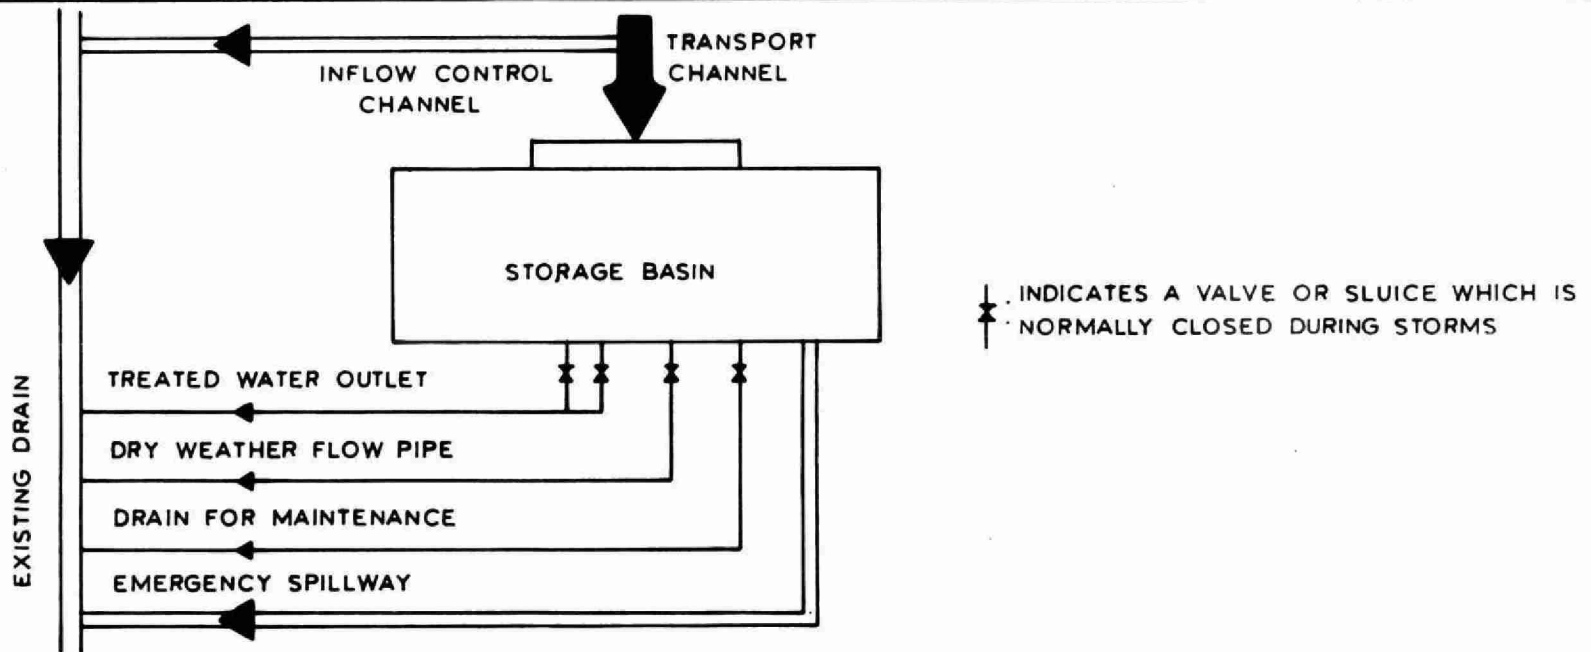 TRANSPORT
CHANNEL
INFLOW CONTROL
CHANNEL
STORAGE BASIN
INDICATES A VALVE OR SLUICE WHICH IS
NORMALLY CLOSED DURING STORMS
TREATED WATER OUTLET
DRY WEATHER FLOW PIPE
DRAIN FOR MAINTENANCE
EMERGENCY SPILLWAY
EXISTING DRAIN